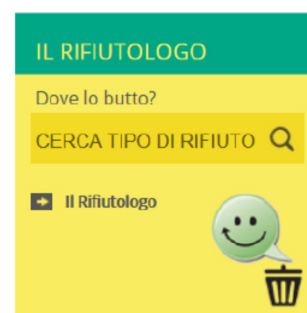 IL RIFIUTOLOGO
Dove lo butto?
CERCA TIPO DI RIFIUTO
Il Rifiutologo